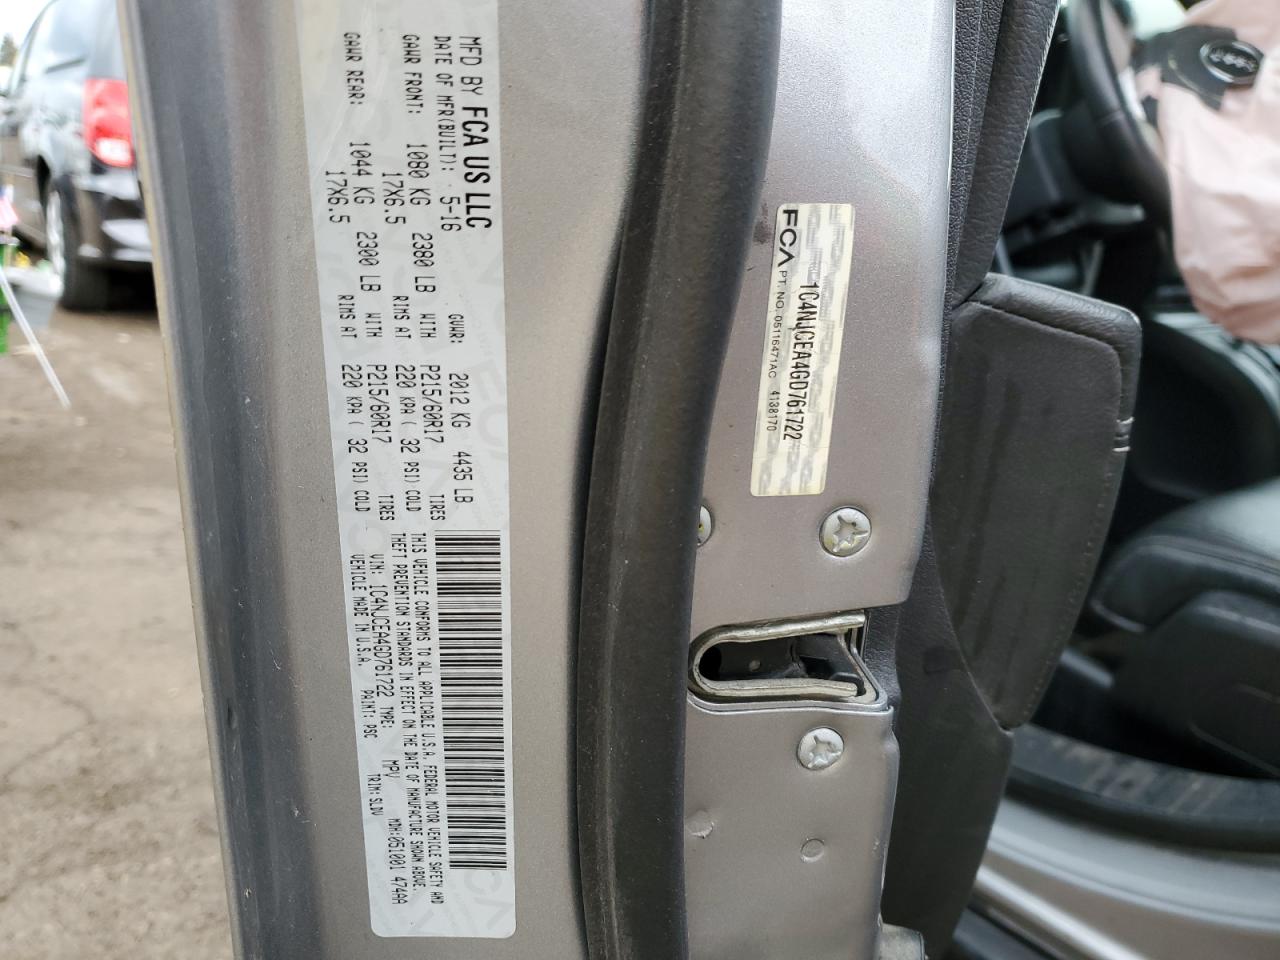 MFD BY FCA US LLC
DATE OF MFR(BUILT): 5-16 GVWR: 2012 KG 4435 LB
GAWR FRONT: 1080 KG 2380 LB WITH P215/60R17 TIRES
17X6.5 RIMS AT 220 KPA ( 32 PSI) COLD
GAWR REAR: 1044 KG 2300 LB WITH P215/60R17 TIRES
17X6.5 RIMS AT 220 KPA ( 32 PSI) COLD
THIS VEHICLE CONFORMS TO ALL APPLICABLE U.S.A. FEDERAL MOTOR VEHICLE SAFETY AND
THEFT PREVENTION STANDARDS IN EFFECT ON THE DATE OF MANUFACTURE SHOWN ABOVE.
VIN: 1C4NJCEA4GD761722 TYPE: MPV MDH:051001 474AA
VEHICLE MADE IN U.S.A. PAINT: PSC TRIM: SLDV
1C4NJCEA4GD761722
FCA PT. NO. 05116471AC 4138170